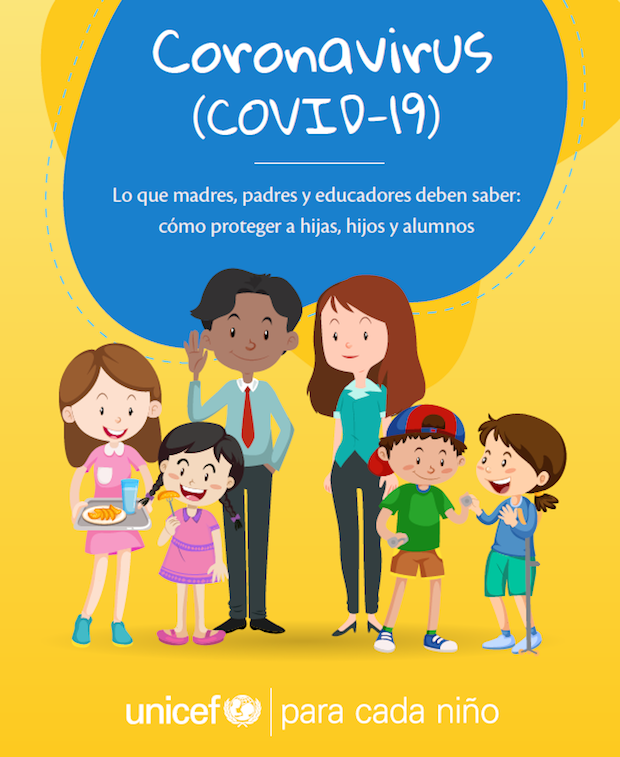 Coronavirus
(COVID-19)
Lo que madres, padres y educadores deben saber:
cómo proteger a hijas, hijos y alumnos
unicef para cada niño